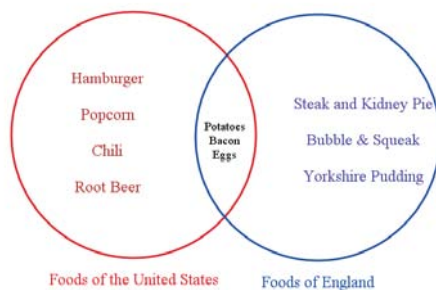 Hamburger
Popcorn
Chili
Root Beer
Potatoes
Bacon
Eggs
Steak and Kidney Pie
Bubble & Squeak
Yorkshire Pudding
Foods of the United States
Foods of England